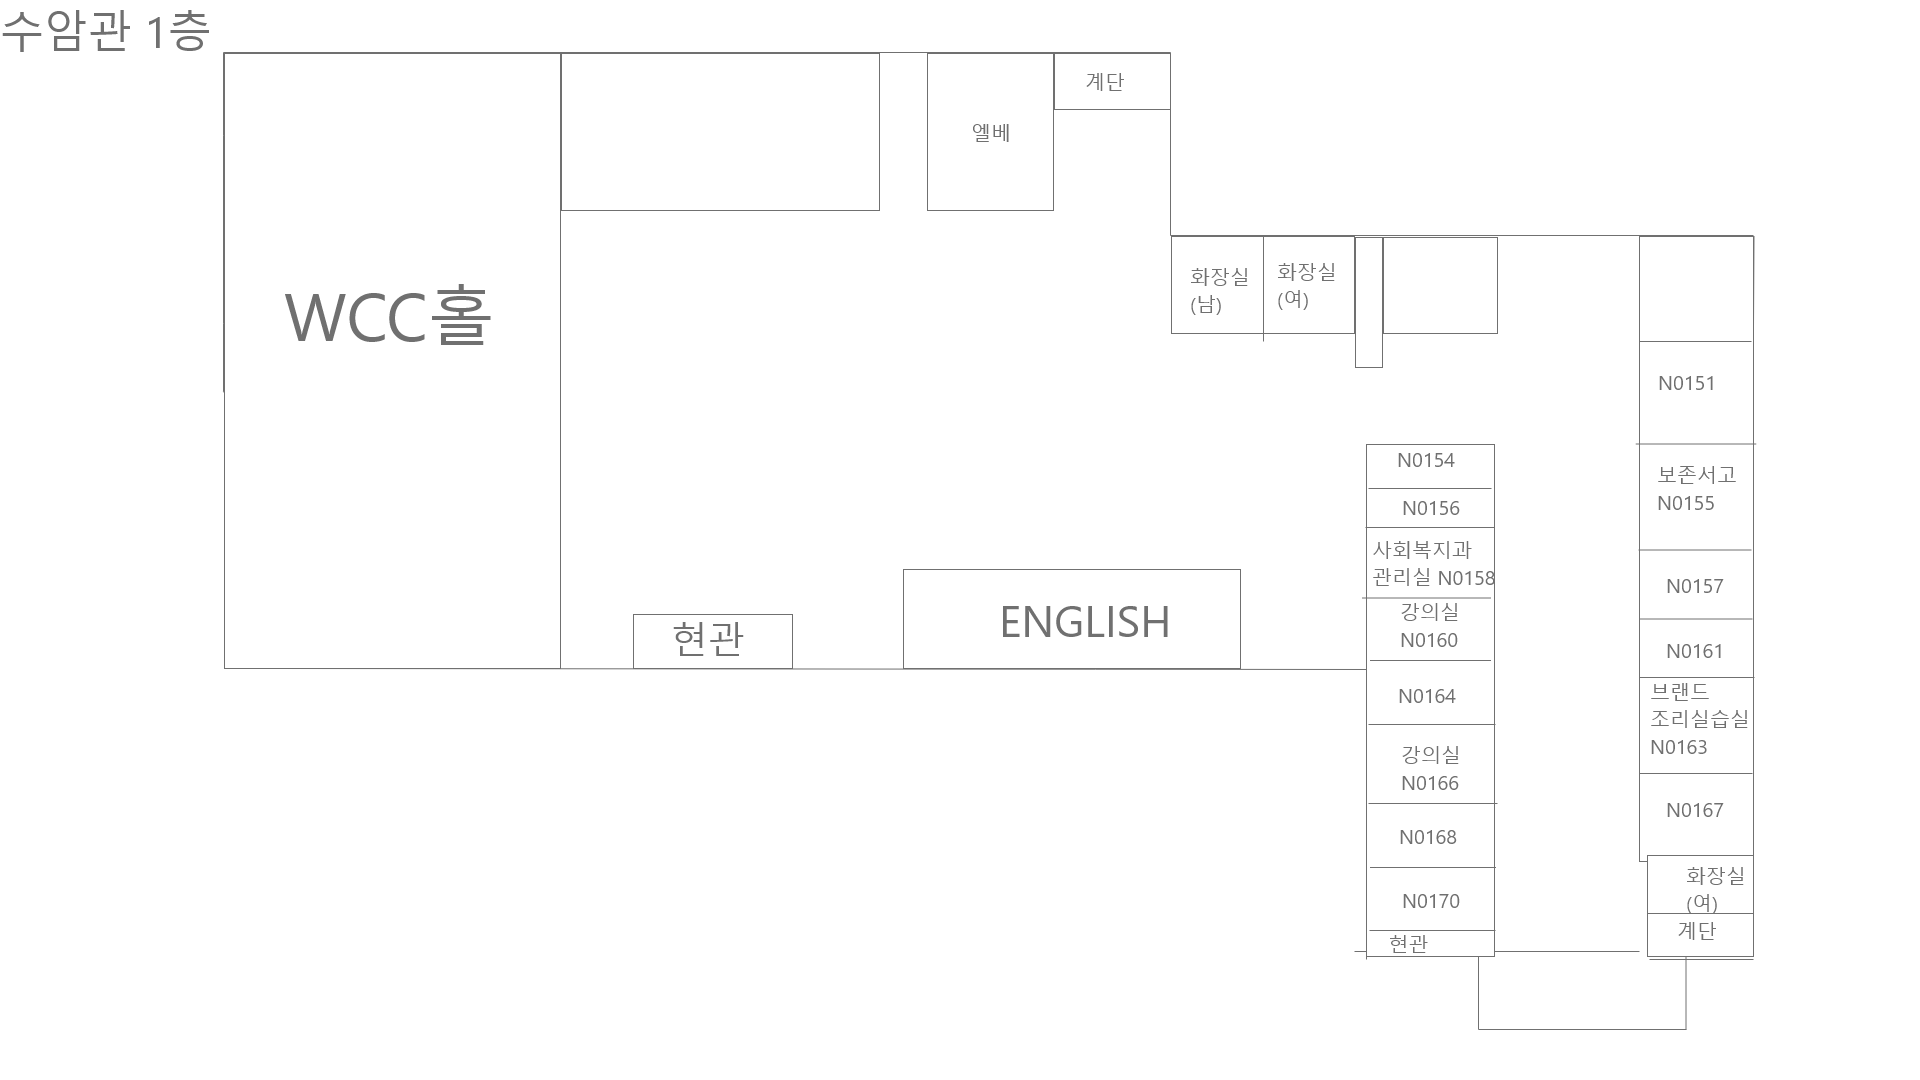 수암관 1층
계단
엘베
WCC홀
화장실
(남)
화장실
(여)
현관
ENGLISH
N0154
N0156
사회복지과
관리실 N0158
강의실
N0160
N0164
강의실
N0166
N0168
N0170
현관
N0151
보존서고
N0155
N0157
N0161
브랜드
조리실습실
N0163
N0167
화장실
(여)
계단